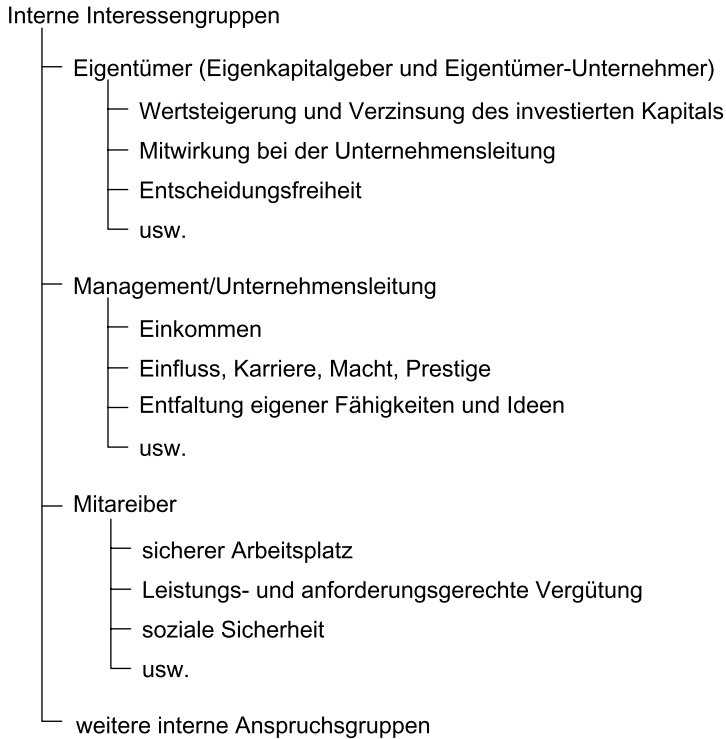 Interne Interessengruppen
Eigentümer (Eigenkapitalgeber und Eigentümer-Unternehmer)
Wertsteigerung und Verzinsung des investierten Kapitals
Mitwirkung bei der Unternehmensleitung
Entscheidungsfreiheit
usw.
Management/Unternehmensleitung
Einkommen
Einfluss, Karriere, Macht, Prestige
Entfaltung eigener Fähigkeiten und Ideen
usw.
Mitareiber
sicherer Arbeitsplatz
Leistungs- und anforderungsgerechte Vergütung
soziale Sicherheit
usw.
weitere interne Anspruchsgruppen